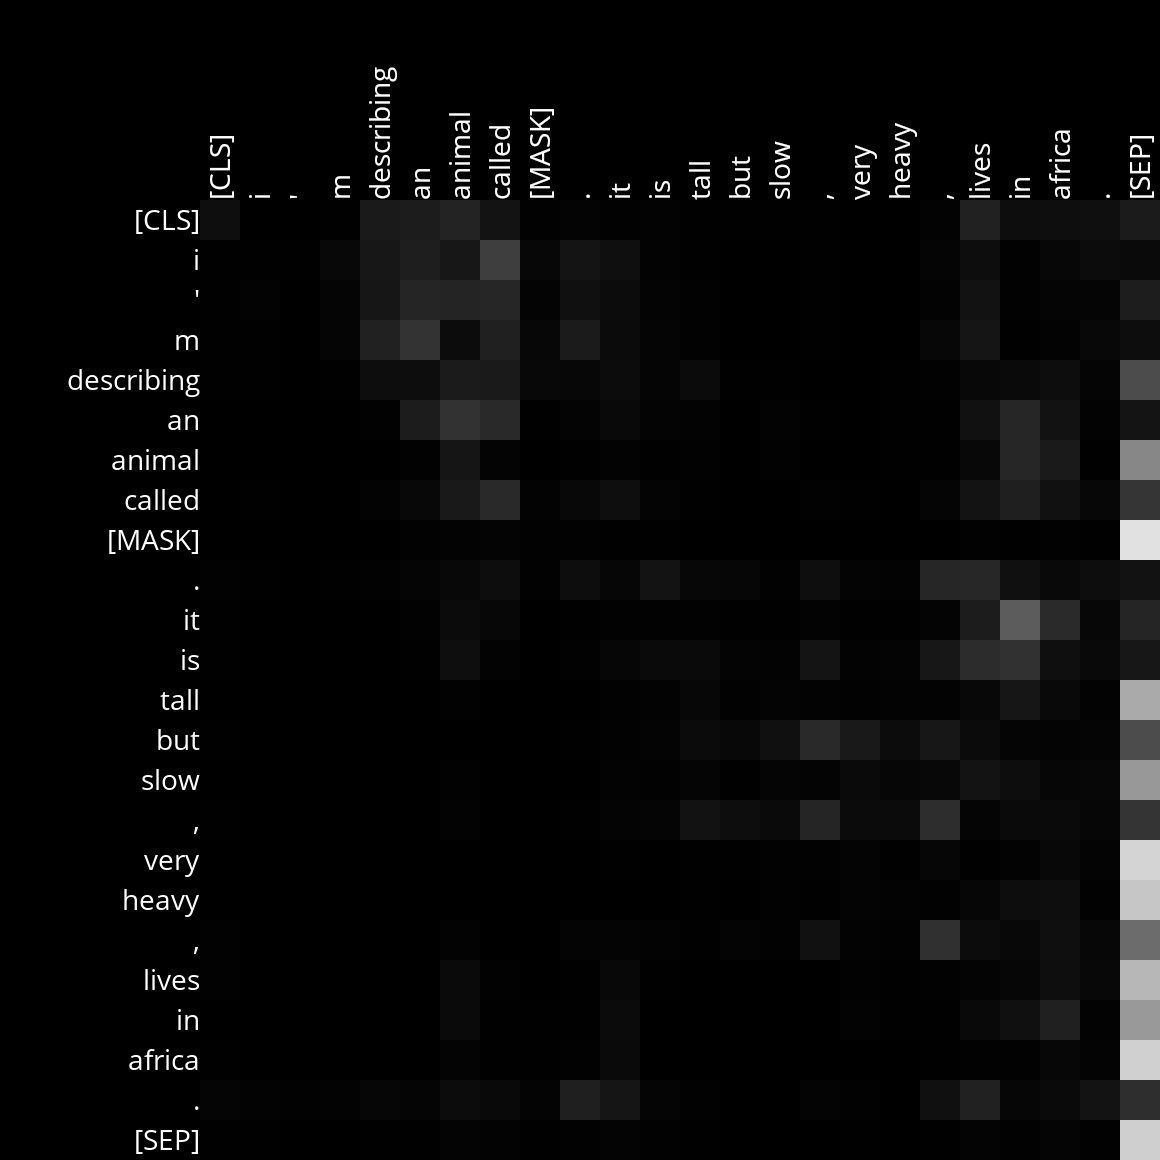 [CLS] i ' m describing an animal called [MASK] . it is tall but slow , very heavy , lives in africa . [SEP]
[CLS]
i
'
m
describing
an
animal
called
[MASK]
.
it
is
tall
but
slow
,
very
heavy
,
lives
in
africa
.
[SEP]